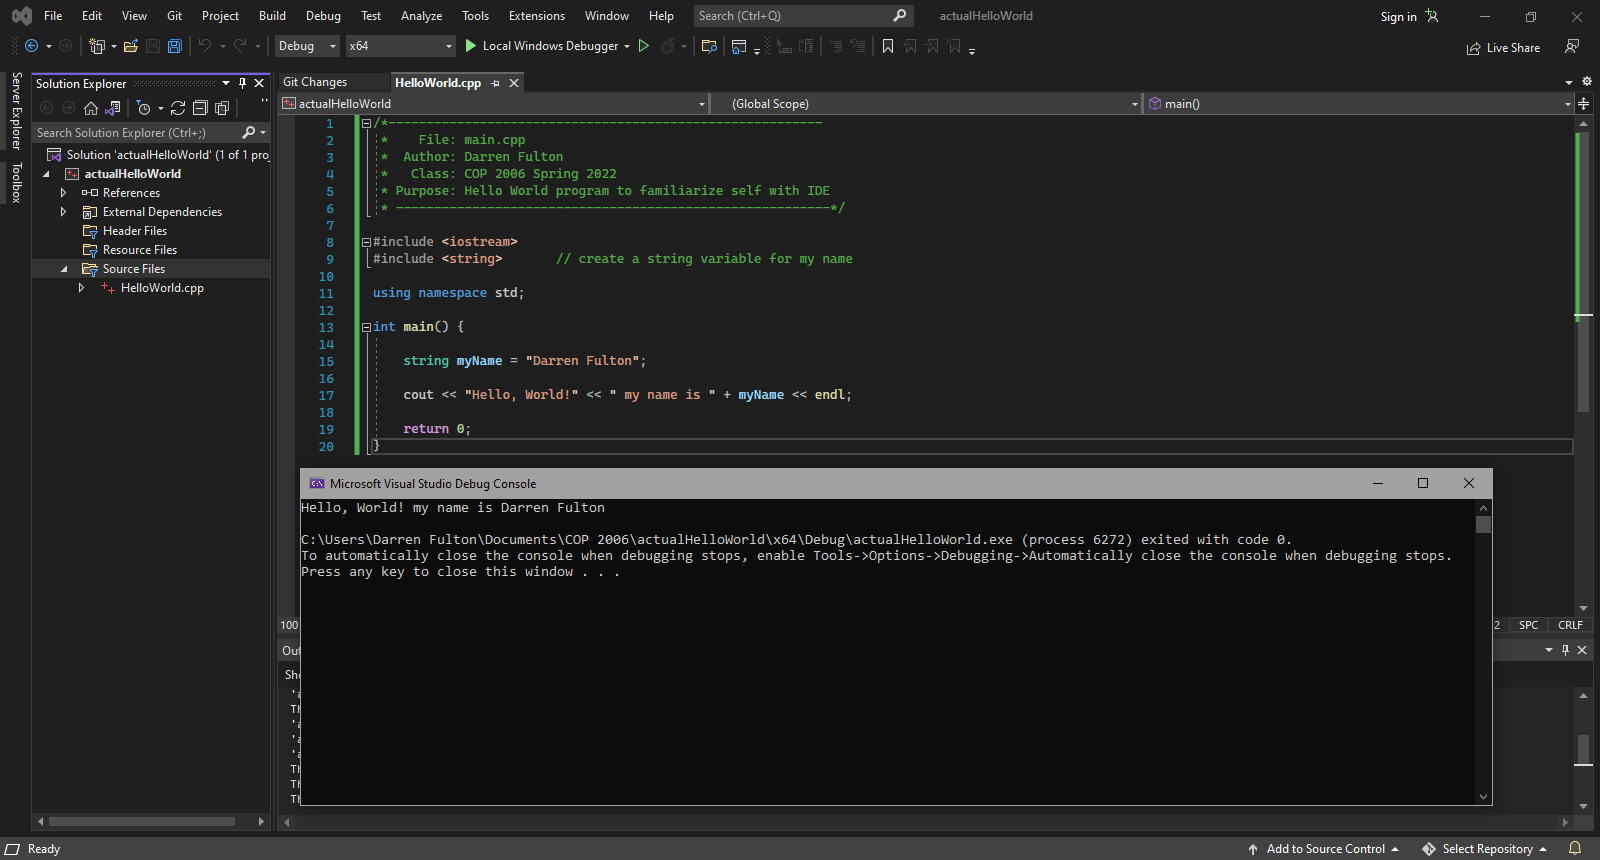 File Edit View Git Project Build Debug Test Analyze Tools Extensions Window Help Search (Ctrl+Q) actualHelloWorld Sign in
Debug x64 Local Windows Debugger Live Share
Server Explorer
Toolbox
Solution Explorer
Search Solution Explorer (Ctrl+;)
Solution 'actualHelloWorld' (1 of 1 pro
actualHelloWorld
References
External Dependencies
Header Files
Resource Files
Source Files
HelloWorld.cpp
Git Changes HelloWorld.cpp
actualHelloWorld (Global Scope) main()
1 /*---------------------------------------------------------
2 * File: main.cpp
3 * Author: Darren Fulton
4 * Class: COP 2006 Spring 2022
5 * Purpose: Hello World program to familiarize self with IDE
6 * ---------------------------------------------------------*/
7
8 #include <iostream>
9 #include <string> // create a string variable for my name
10
11 using namespace std;
12
13 int main() {
14
15 string myName = "Darren Fulton";
16
17 cout << "Hello, World!" << " my name is " + myName << endl;
18
19 return 0;
20 }
Microsoft Visual Studio Debug Console
Hello, World! my name is Darren Fulton
C:\Users\Darren Fulton\Documents\COP 2006\actualHelloWorld\x64\Debug\actualHelloWorld.exe (process 6272) exited with code 0.
To automatically close the console when debugging stops, enable Tools->Options->Debugging->Automatically close the console when debugging stops.
Press any key to close this window . . .
100 2 SPC CRLF
Ready Add to Source Control Select Repository